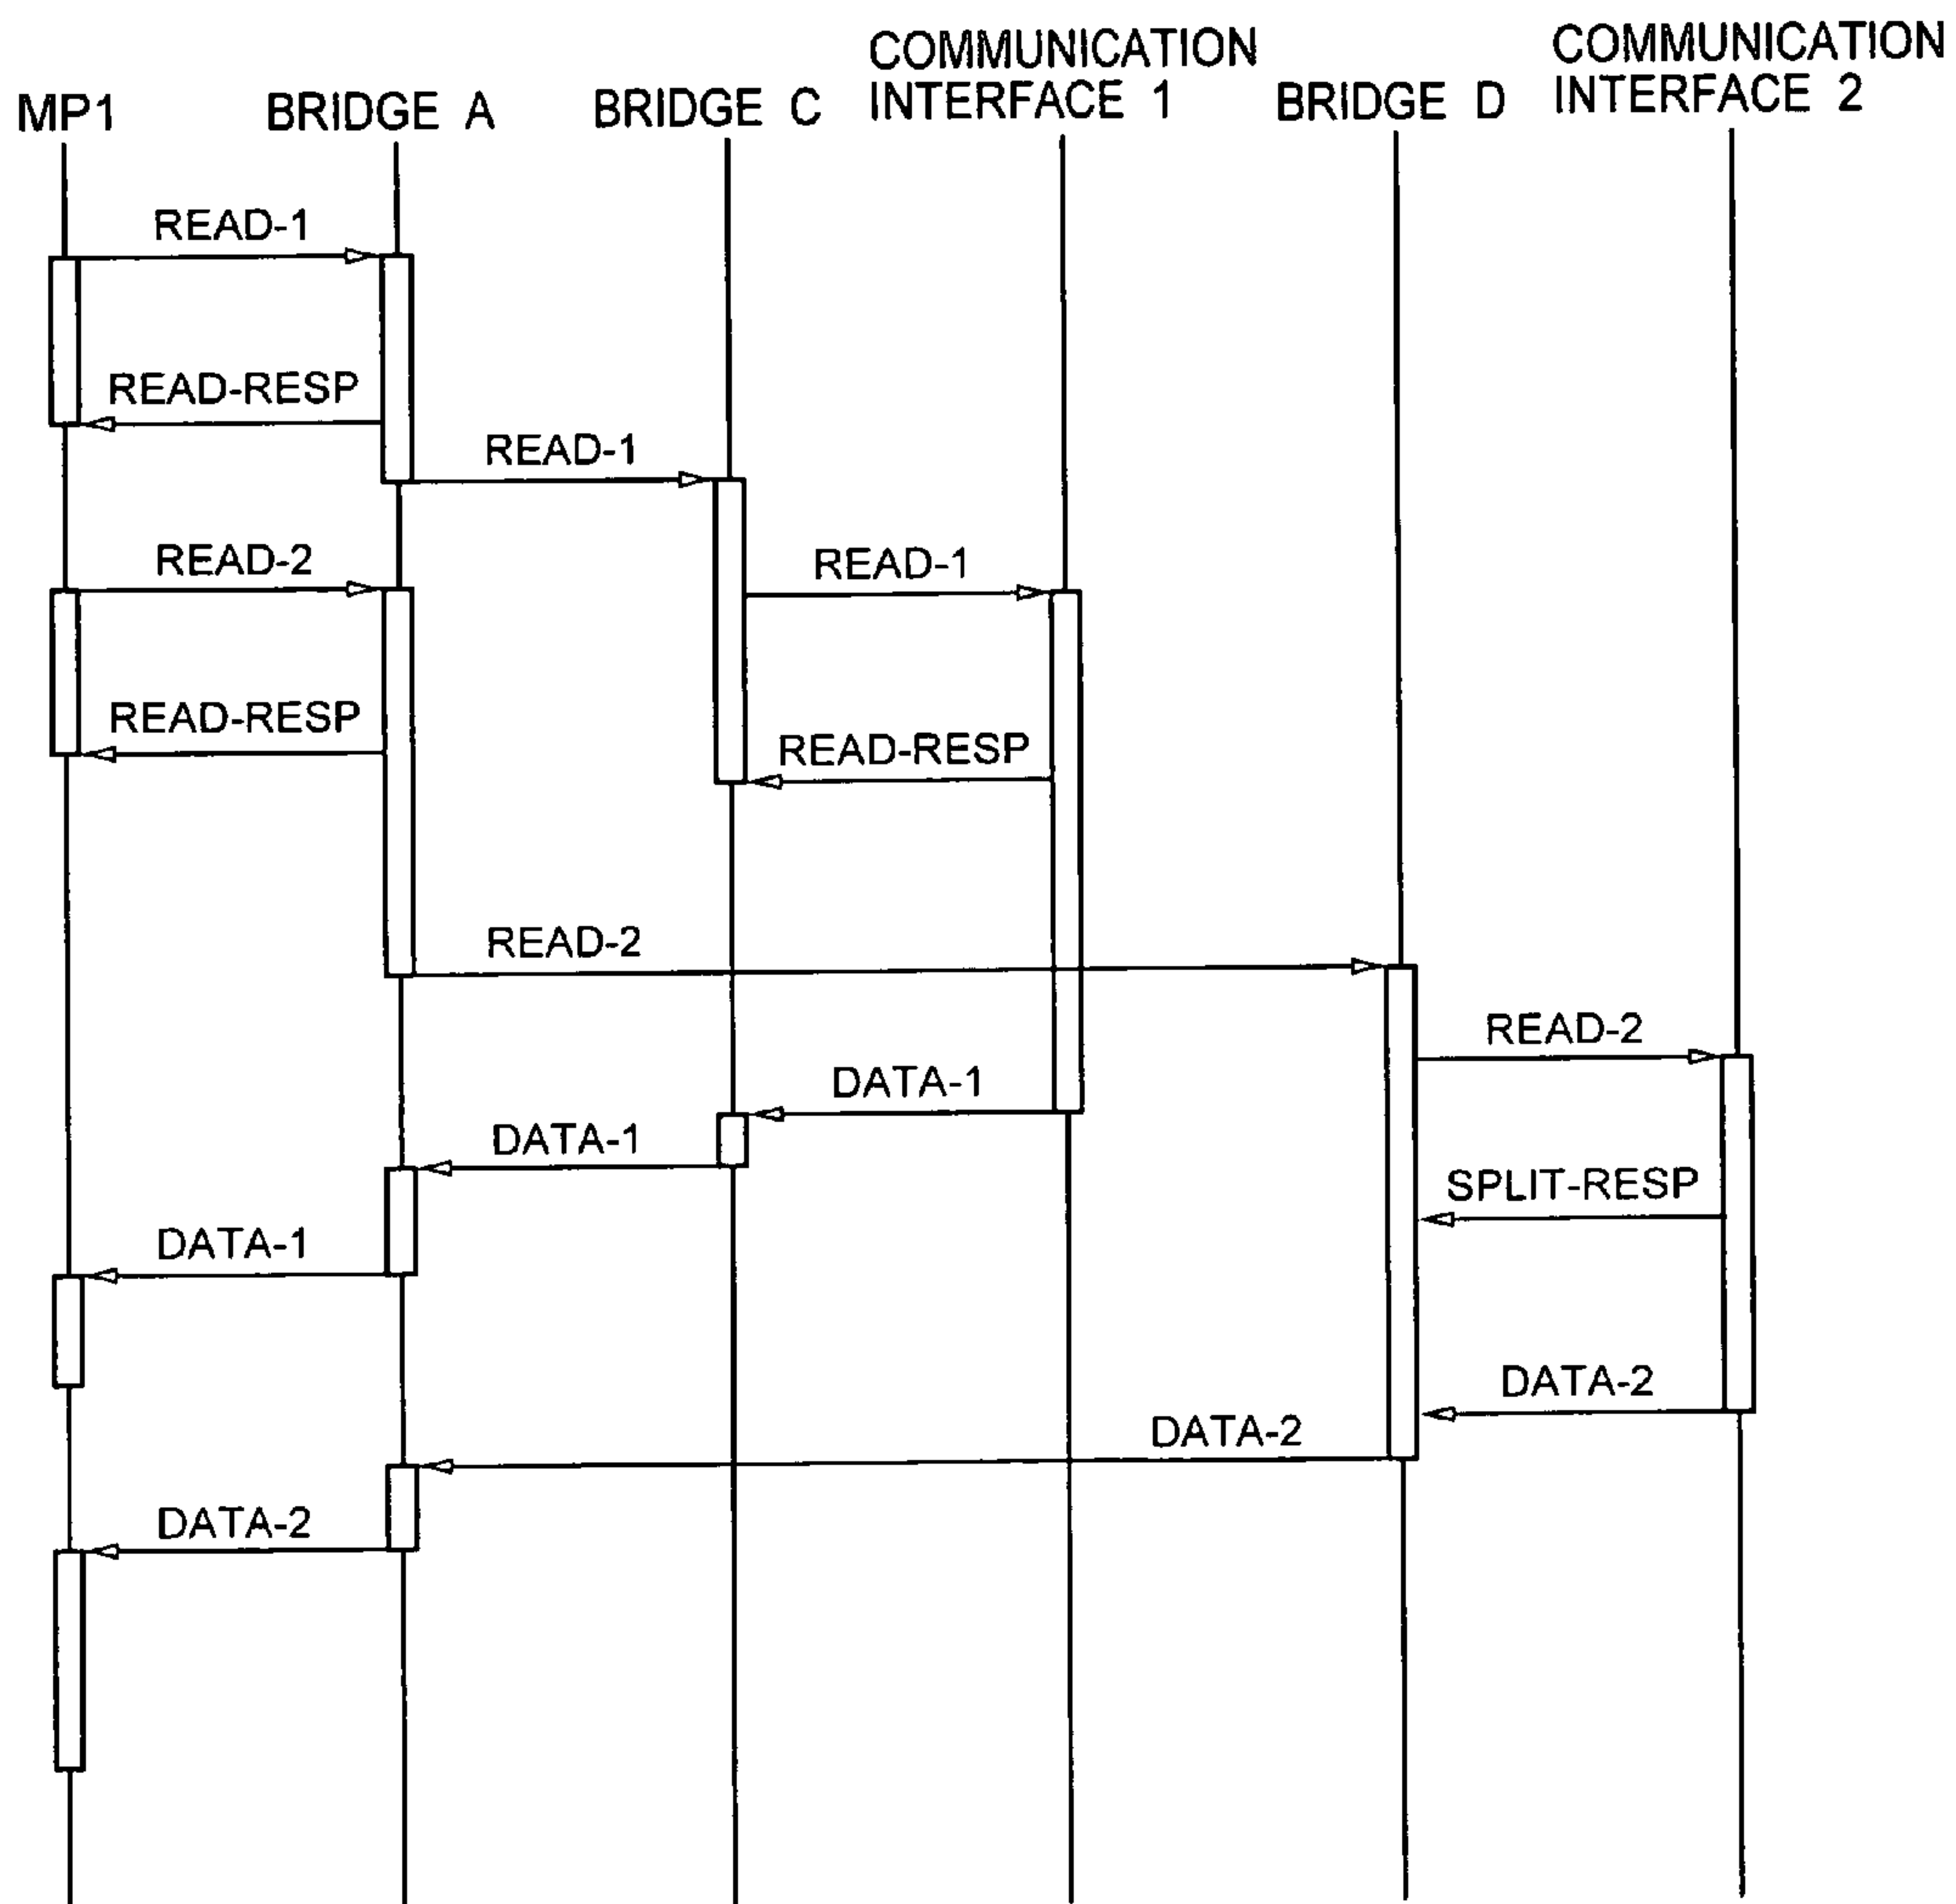 MP1
BRIDGE A
BRIDGE C
COMMUNICATION
INTERFACE 1
BRIDGE D
COMMUNICATION
INTERFACE 2
READ-1
READ-RESP
READ-1
READ-2
READ-1
READ-RESP
READ-RESP
READ-2
READ-2
DATA-1
DATA-1
SPLIT-RESP
DATA-1
DATA-2
DATA-2
DATA-2